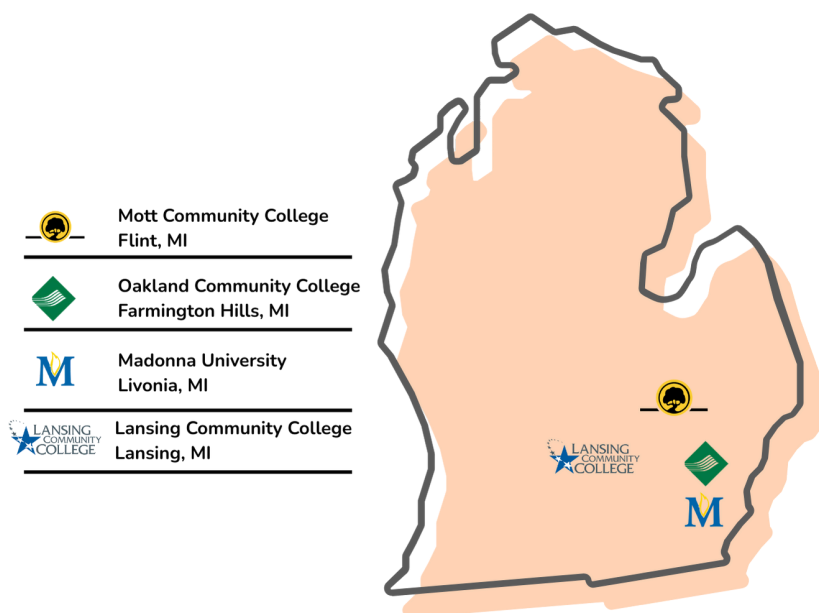 Mott Community College
Flint, MI
Oakland Community College
Farmington Hills, MI
M
Madonna University
Livonia, MI
LANSING
COMMUNITY
COLLEGE
Lansing Community College
Lansing, MI
LANSING
COMMUNITY
COLLEGE
M